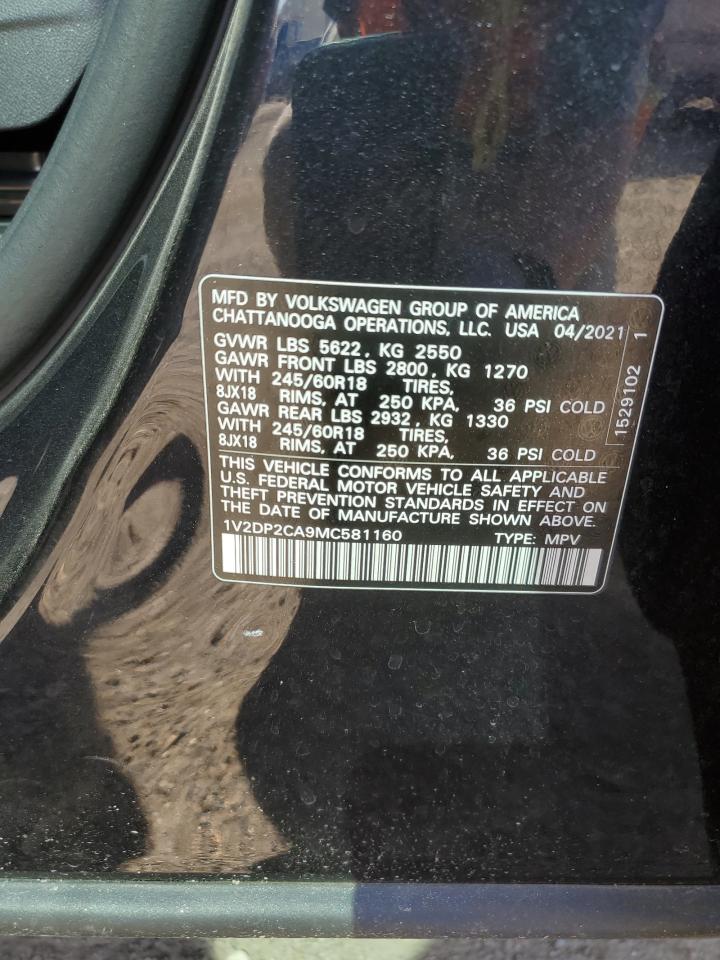 MFD BY VOLKSWAGEN GROUP OF AMERICA
CHATTANOOGA OPERATIONS, LLC. USA 04/2021
GVWR LBS 5622, KG 2550
GAWR FRONT LBS 2800, KG 1270
WITH 245/60R18 TIRES,
8JX18 RIMS, AT 250 KPA, 36 PSI COLD
GAWR REAR LBS 2932, KG 1330
WITH 245/60R18 TIRES,
8JX18 RIMS, AT 250 KPA, 36 PSI COLD
THIS VEHICLE CONFORMS TO ALL APPLICABLE
U.S. FEDERAL MOTOR VEHICLE SAFETY AND
THEFT PREVENTION STANDARDS IN EFFECT ON
THE DATE OF MANUFACTURE SHOWN ABOVE.
1V2DP2CA9MC581160 TYPE: MPV
1529102 1